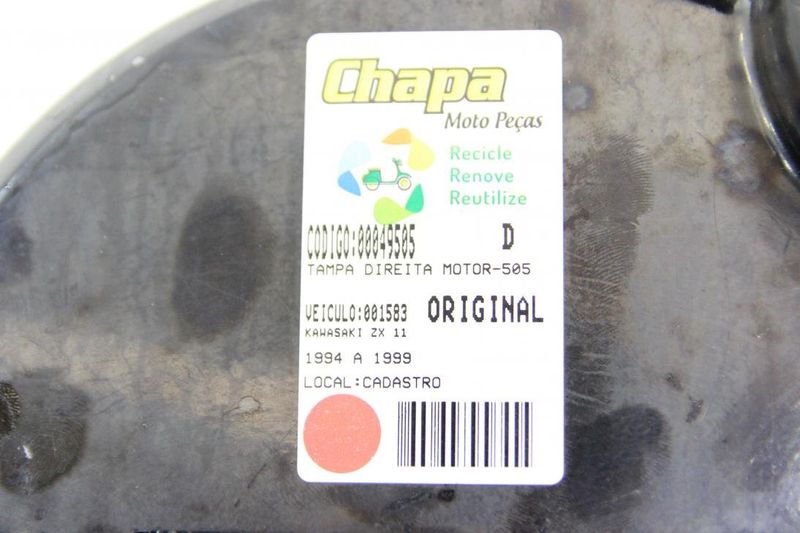 Chapa
Moto Peças
Recicle
Renove
Reutilize
CODIGO:00049505 D
TAMPA DIREITA MOTOR-505
VEICULO:001583 ORIGINAL
KAWASAKI ZX 11
1994 A 1999
LOCAL:CADASTRO